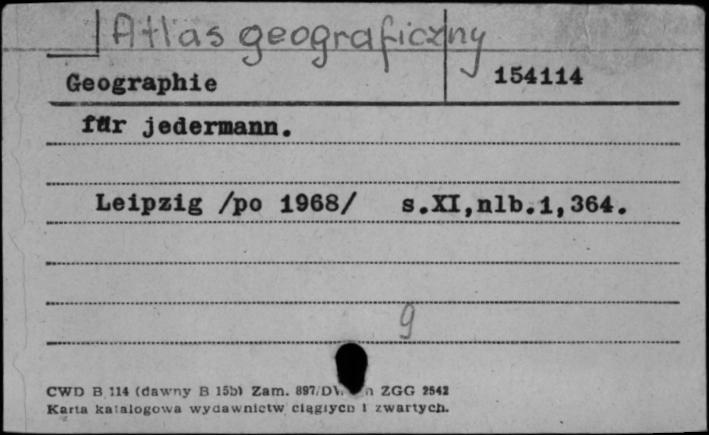 Atlas geograficzny
Geographie 154114
für jedermann.
Leipzig /po 1968/ s.XI,nlb.1,364.
9
CWD B 114 (dawny B 15b) Zam. 897/ ZGG 2542
Karta katalogowa wydawnictw ciągłych i zwartych.